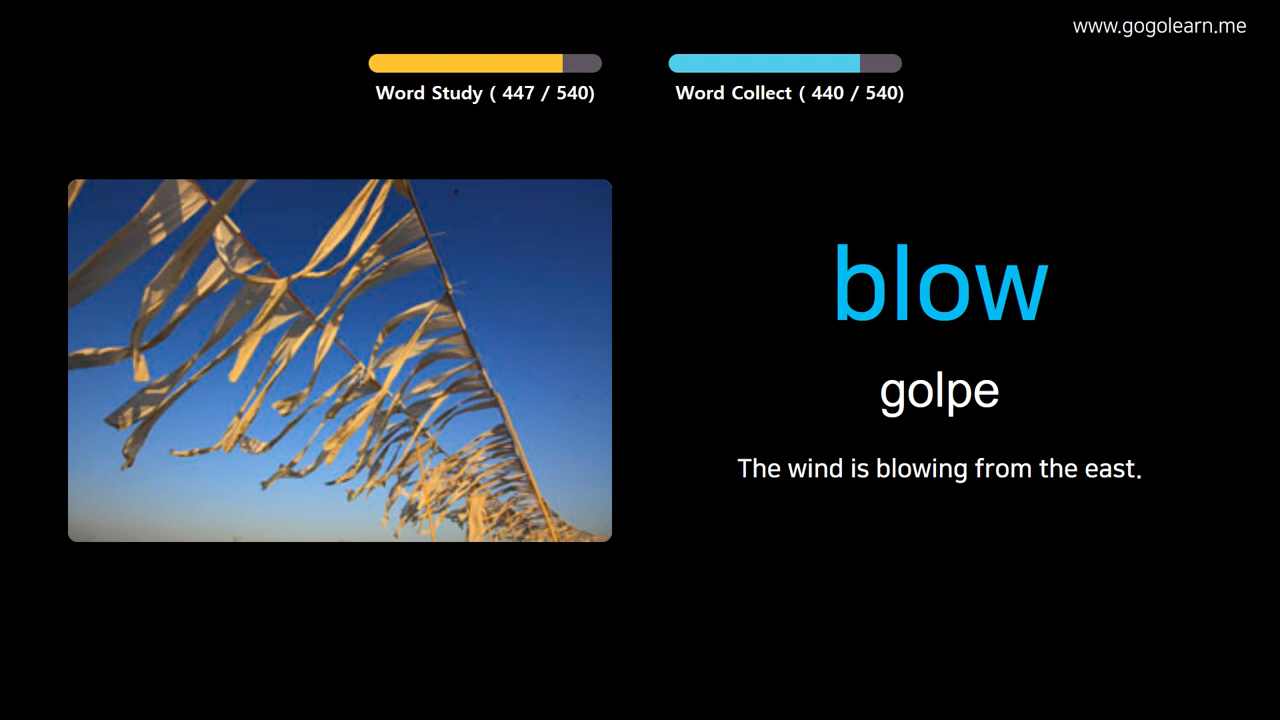 www.gogolearn.me
Word Study ( 447 / 540)
Word Collect ( 440 / 540)
blow
golpe
The wind is blowing from the east.